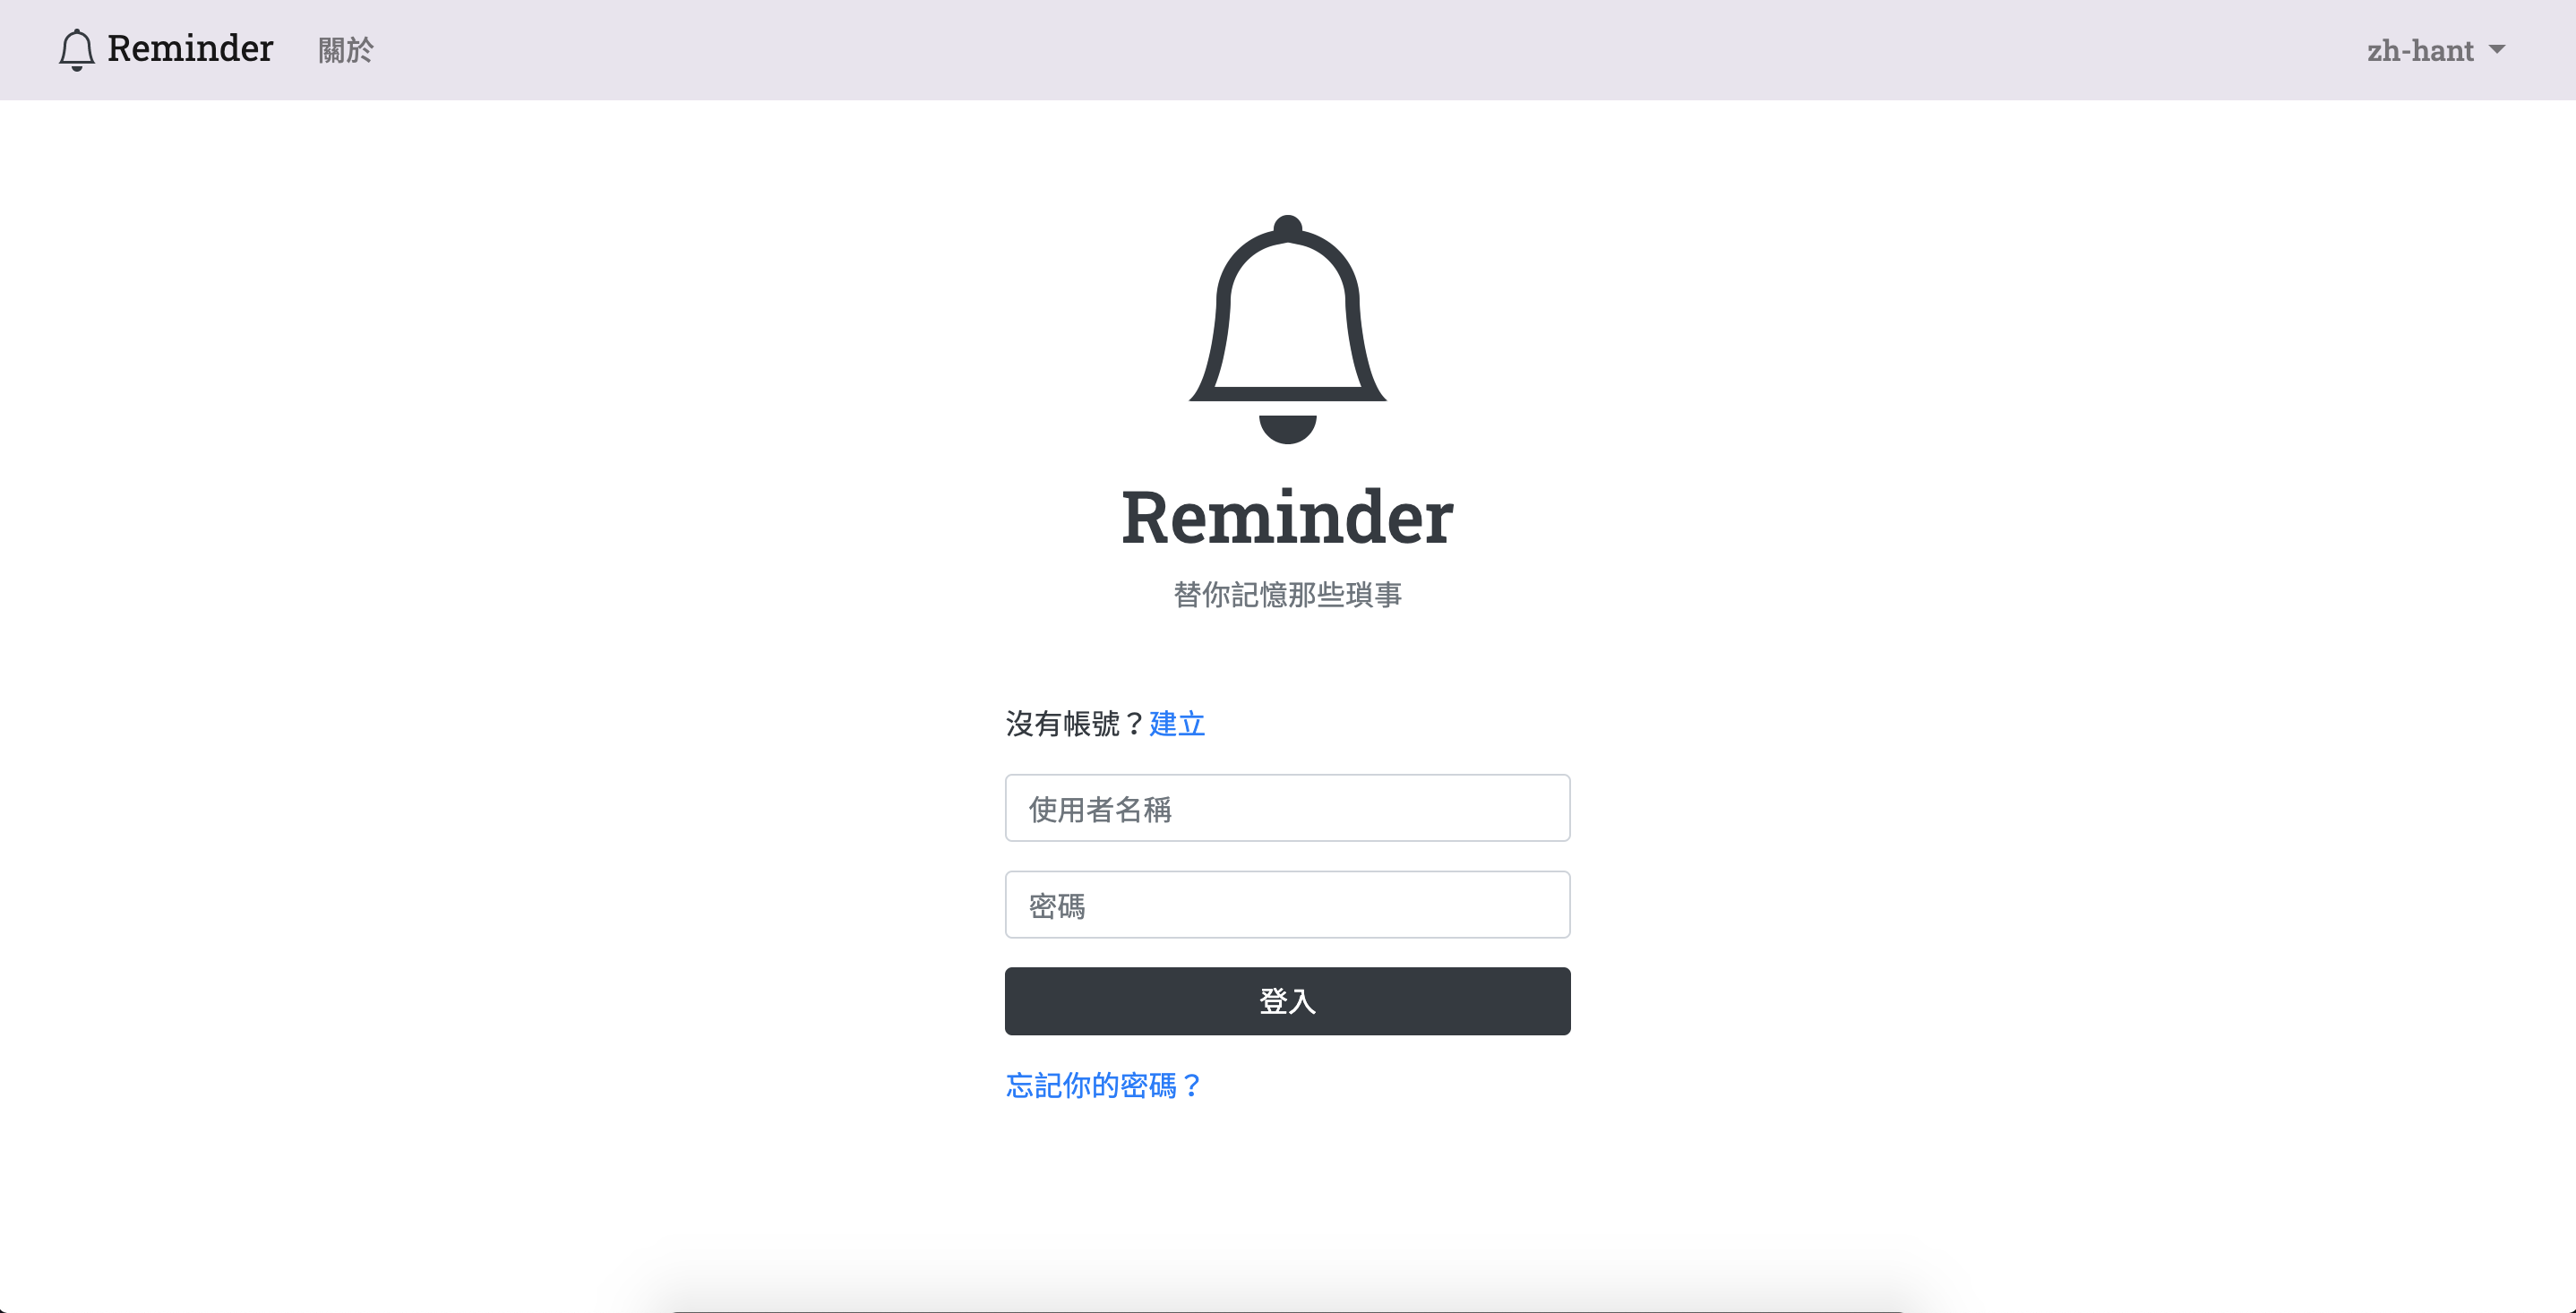 Reminder 關於 zh-hant
Reminder
替你記憶那些瑣事
沒有帳號？建立
使用者名稱
密碼
登入
忘記你的密碼？